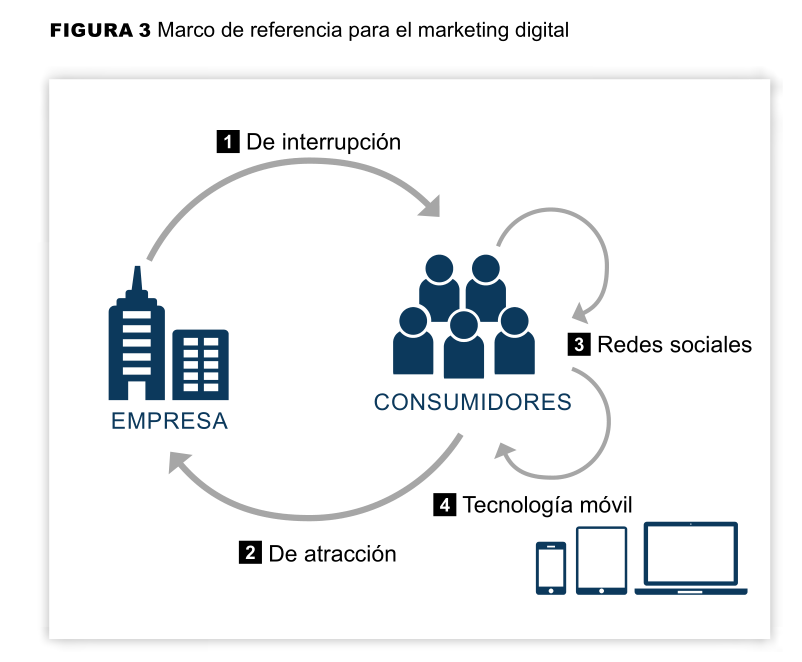 FIGURA 3 Marco de referencia para el marketing digital
1 De interrupción
3 Redes sociales
CONSUMIDORES
EMPRESA
4 Tecnología móvil
2 De atracción